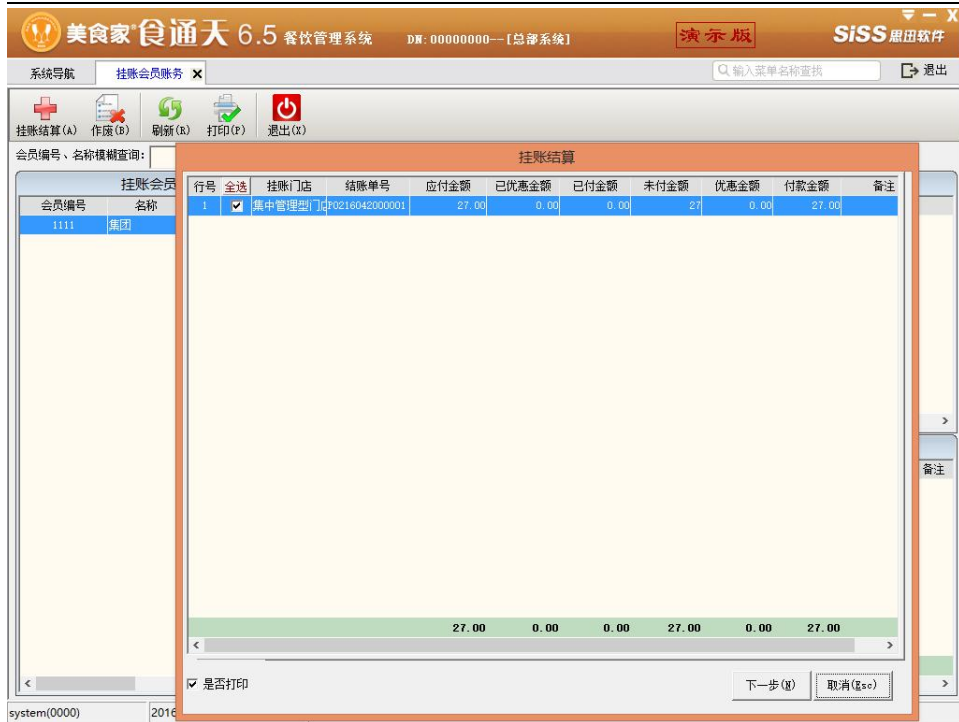 美食家®食通天 6.5 餐饮管理系统 DN:00000000--[总部系统] 演示版 SiSS 思迅软件
系统导航 挂账会员账务 × 输入菜单名称查找 退出
挂账结算(A) 作废(B) 刷新(R) 打印(P) 退出(X)
会员编号、名称模糊查询:
挂账结算
挂账会员
行号 全选 挂账门店 结账单号 应付金额 已优惠金额 已付金额 未付金额 优惠金额 付款金额 备注
会员编号 名称
1 集中管理型门店 P0216042000001 27.00 0.00 0.00 27 0.00 27.00
1111 集团
备注
27.00 0.00 0.00 27.00 0.00 27.00
是否打印 下一步(N) 取消(Esc)
system(0000) 2016